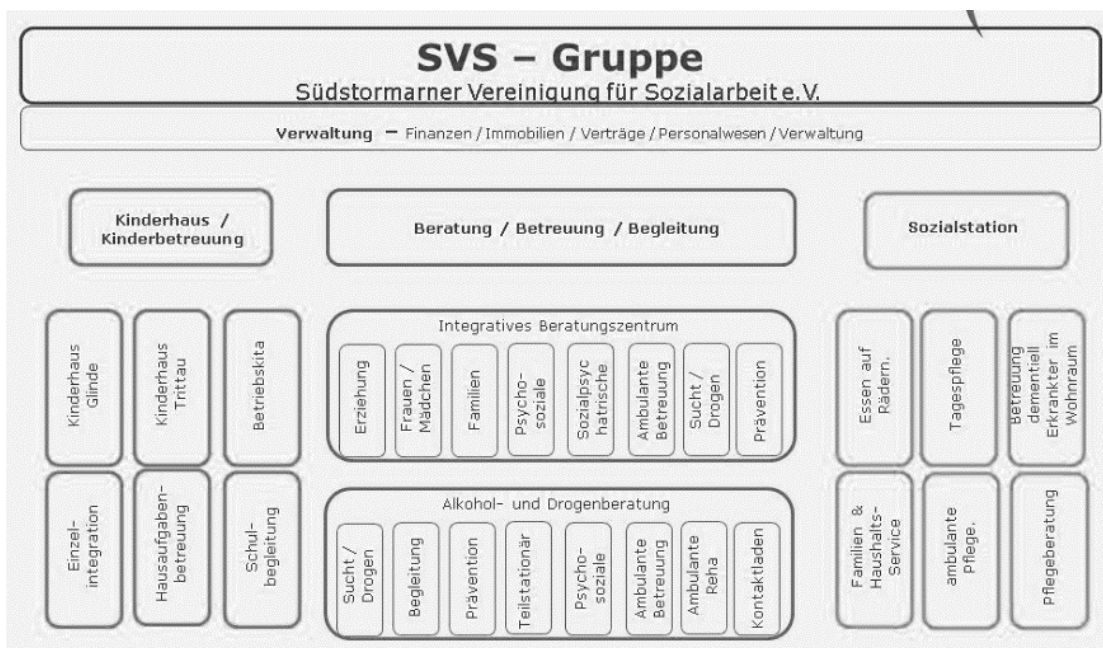 SVS – Gruppe
Südstormarner Vereinigung für Sozialarbeit e.V.
Verwaltung – Finanzen / Immobilien / Verträge / Personalwesen / Verwaltung
Kinderhaus /
Kinderbetreuung
Beratung / Betreuung / Begleitung
Sozialstation
Kinderhaus
Glinde
Kinderhaus
Trittau
Betriebskita
Einzel-
integration
Hausaufgaben-
betreuung
Schul-
begleitung
Integratives Beratungszentrum
Erziehung
Frauen /
Mädchen
Familien
Psycho-
soziale
Sozialpsyc
hatrische
Ambulante
Betreuung
Sucht /
Drogen
Prävention
Alkohol- und Drogenberatung
Sucht /
Drogen
Begleitung
Prävention
Teilstationär
Psycho-
soziale
Ambulante
Betreuung
Ambulante
Reha
Kontaktladen
Essen auf
Rädern.
Tagespflege
Betreuung
dementiell
Erkrankter im
Wohnraum
Familien &
Haushalts-
Service
ambulante
Pflege.
Pflegeberatung